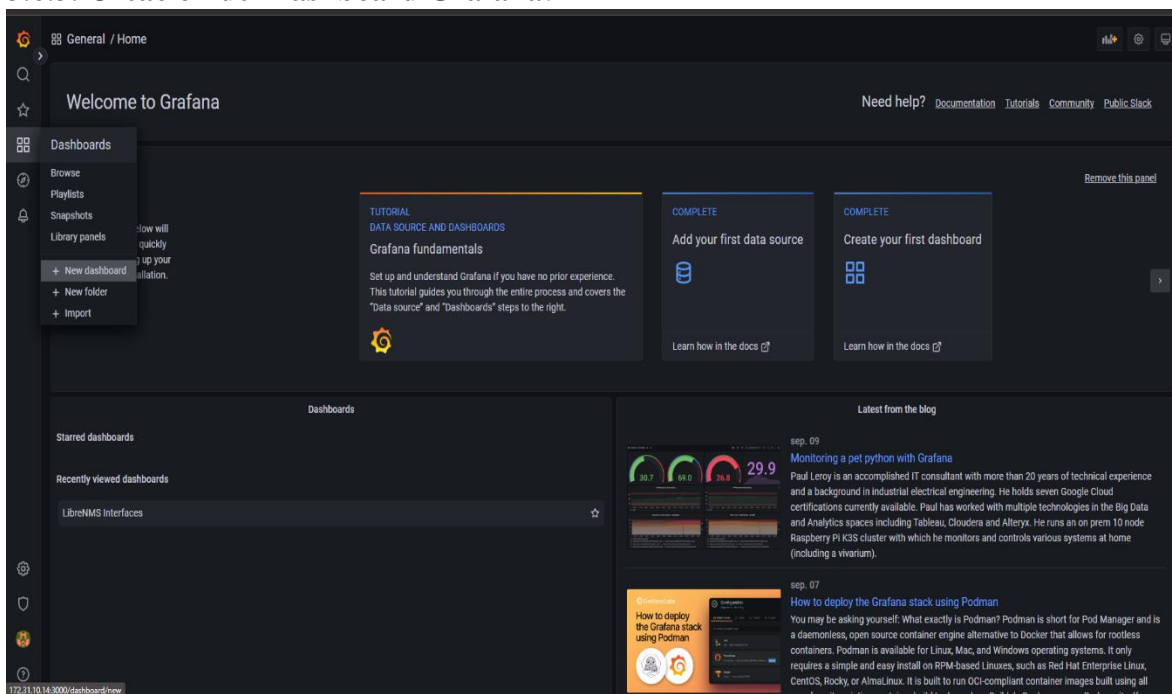 General / Home
Welcome to Grafana
Need help? Documentation Tutorials Community Public Slack
Dashboards
Browse
Playlists
Snapshots
Library panels
+ New dashboard
+ New folder
+ Import
elow will
quickly
g up your
allation.
Remove this panel
TUTORIAL
DATA SOURCE AND DASHBOARDS
Grafana fundamentals
Set up and understand Grafana if you have no prior experience.
This tutorial guides you through the entire process and covers the
"Data source" and "Dashboards" steps to the right.
COMPLETE
Add your first data source
Learn how in the docs
COMPLETE
Create your first dashboard
Learn how in the docs
Dashboards
Starred dashboards
Recently viewed dashboards
LibreNMS Interfaces
Latest from the blog
30.7 69.0 26.8 29.9
sep. 09
Monitoring a pet python with Grafana
Paul Leroy is an accomplished IT consultant with more than 20 years of technical experience
and a background in industrial electrical engineering. He holds seven Google Cloud
certifications currently available. Paul has worked with multiple technologies in the Big Data
and Analytics spaces including Tableau, Cloudera and Alteryx. He runs an on prem 10 node
Raspberry Pi K3S cluster with which he monitors and controls various systems at home
(including a vivarium).
How to deploy
the Grafana stack
using Podman
sep. 07
How to deploy the Grafana stack using Podman
You may be asking yourself: What exactly is Podman? Podman is short for Pod Manager and is
a daemonless, open source container engine alternative to Docker that allows for rootless
containers. Podman is available for Linux, Mac, and Windows operating systems. It only
requires a simple and easy install on RPM-based Linuxes, such as Red Hat Enterprise Linux,
CentOS, Rocky, or AlmaLinux. It is built to run OCI-compliant container images built using all
172.31.10.14:3000/dashboard/new